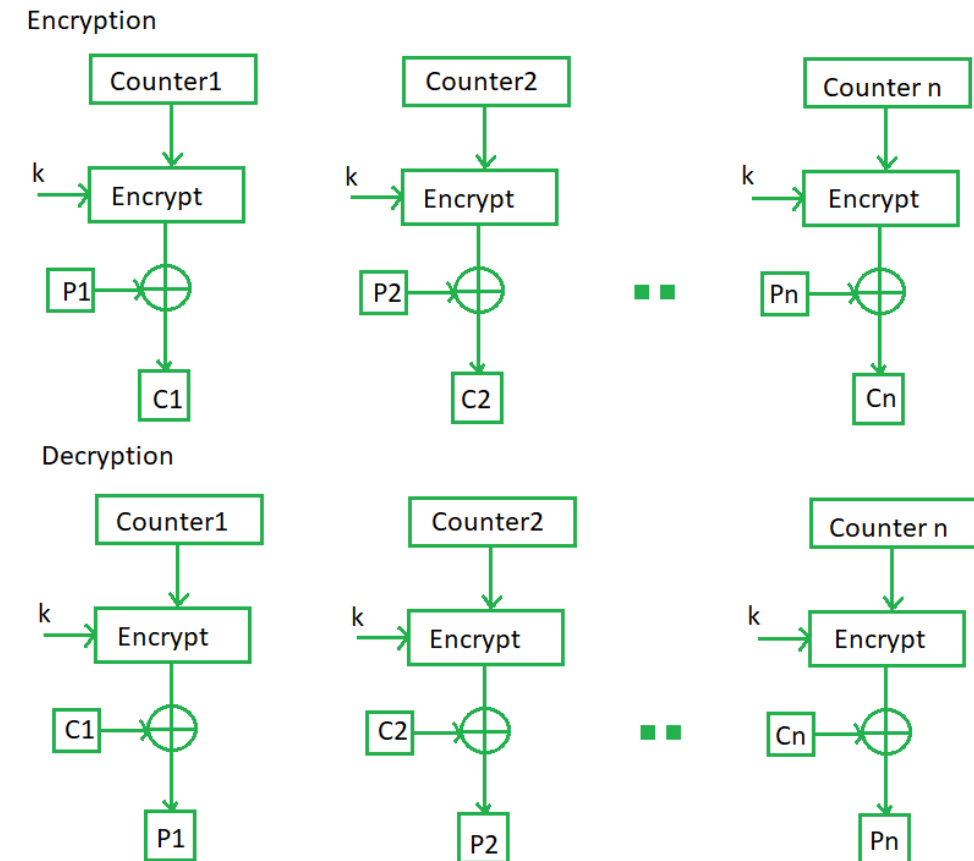 Encryption
Counter1 Counter2 Counter n
k Encrypt k Encrypt k Encrypt
P1 P2 Pn
C1 C2 Cn
Decryption
Counter1 Counter2 Counter n
k Encrypt k Encrypt k Encrypt
C1 C2 Cn
P1 P2 Pn